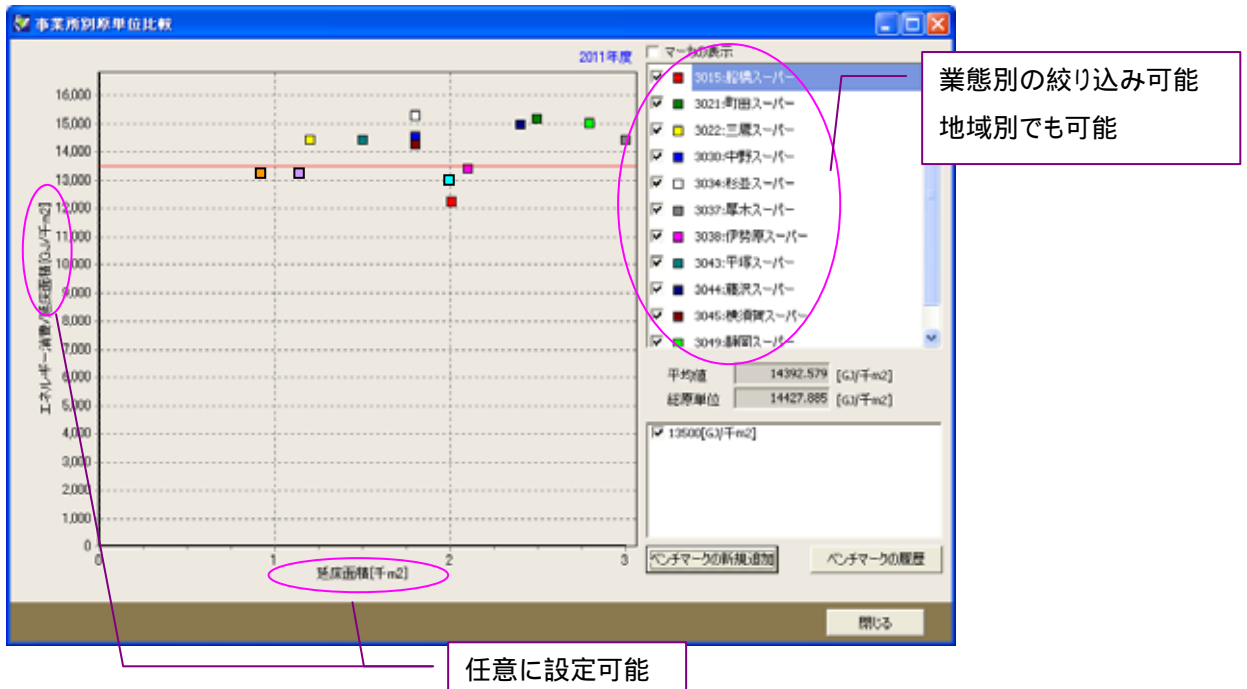 事業所別原単位比較
2011年度
マーカの表示
3015:船橋スーパー
3021:町田スーパー
3022:三鷹スーパー
3030:中野スーパー
3034:杉並スーパー
3037:厚木スーパー
3038:伊勢原スーパー
3043:平塚スーパー
3044:藤沢スーパー
3045:横須賀スーパー
3049:静岡スーパー
業態別の絞り込み可能
地域別でも可能
16,000
15,000
14,000
13,000
12,000
11,000
10,000
9,000
8,000
7,000
6,000
5,000
4,000
3,000
2,000
1,000
0
エネルギー消費/延床面積[GJ/千m2]
0
1
2
3
延床面積[千m2]
平均値 14392.579 [GJ/千m2]
総原単位 14427.885 [GJ/千m2]
13500[GJ/千m2]
ベンチマークの新規追加
ベンチマークの履歴
閉じる
任意に設定可能